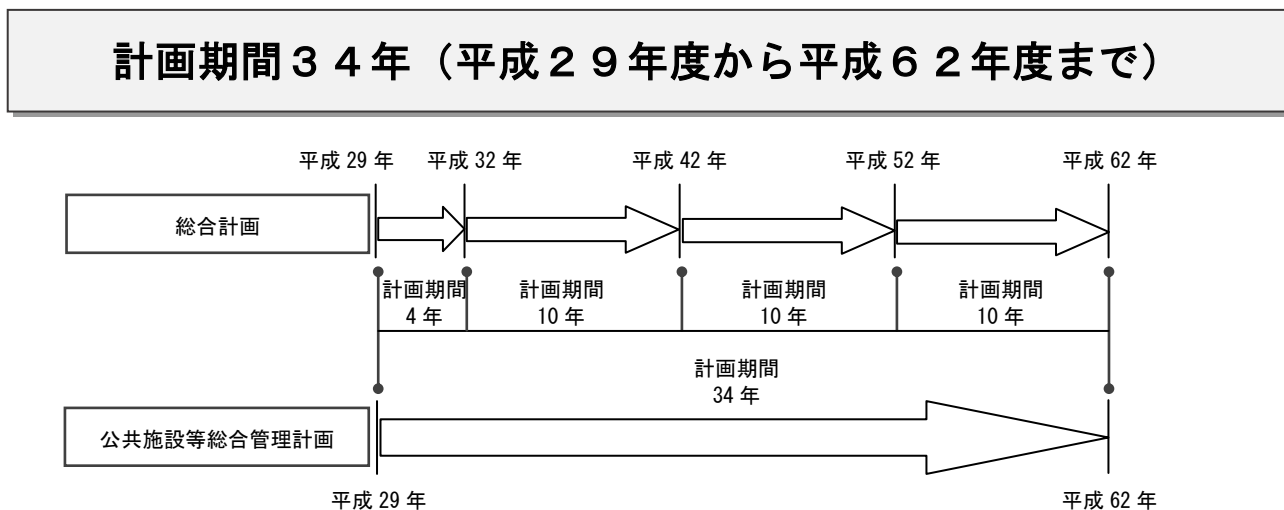 計画期間３４年（平成２９年度から平成６２年度まで）
平成 29 年
平成 32 年
平成 42 年
平成 52 年
平成 62 年
総合計画
計画期間
4 年
計画期間
10 年
計画期間
10 年
計画期間
10 年
計画期間
34 年
公共施設等総合管理計画
平成 29 年
平成 62 年